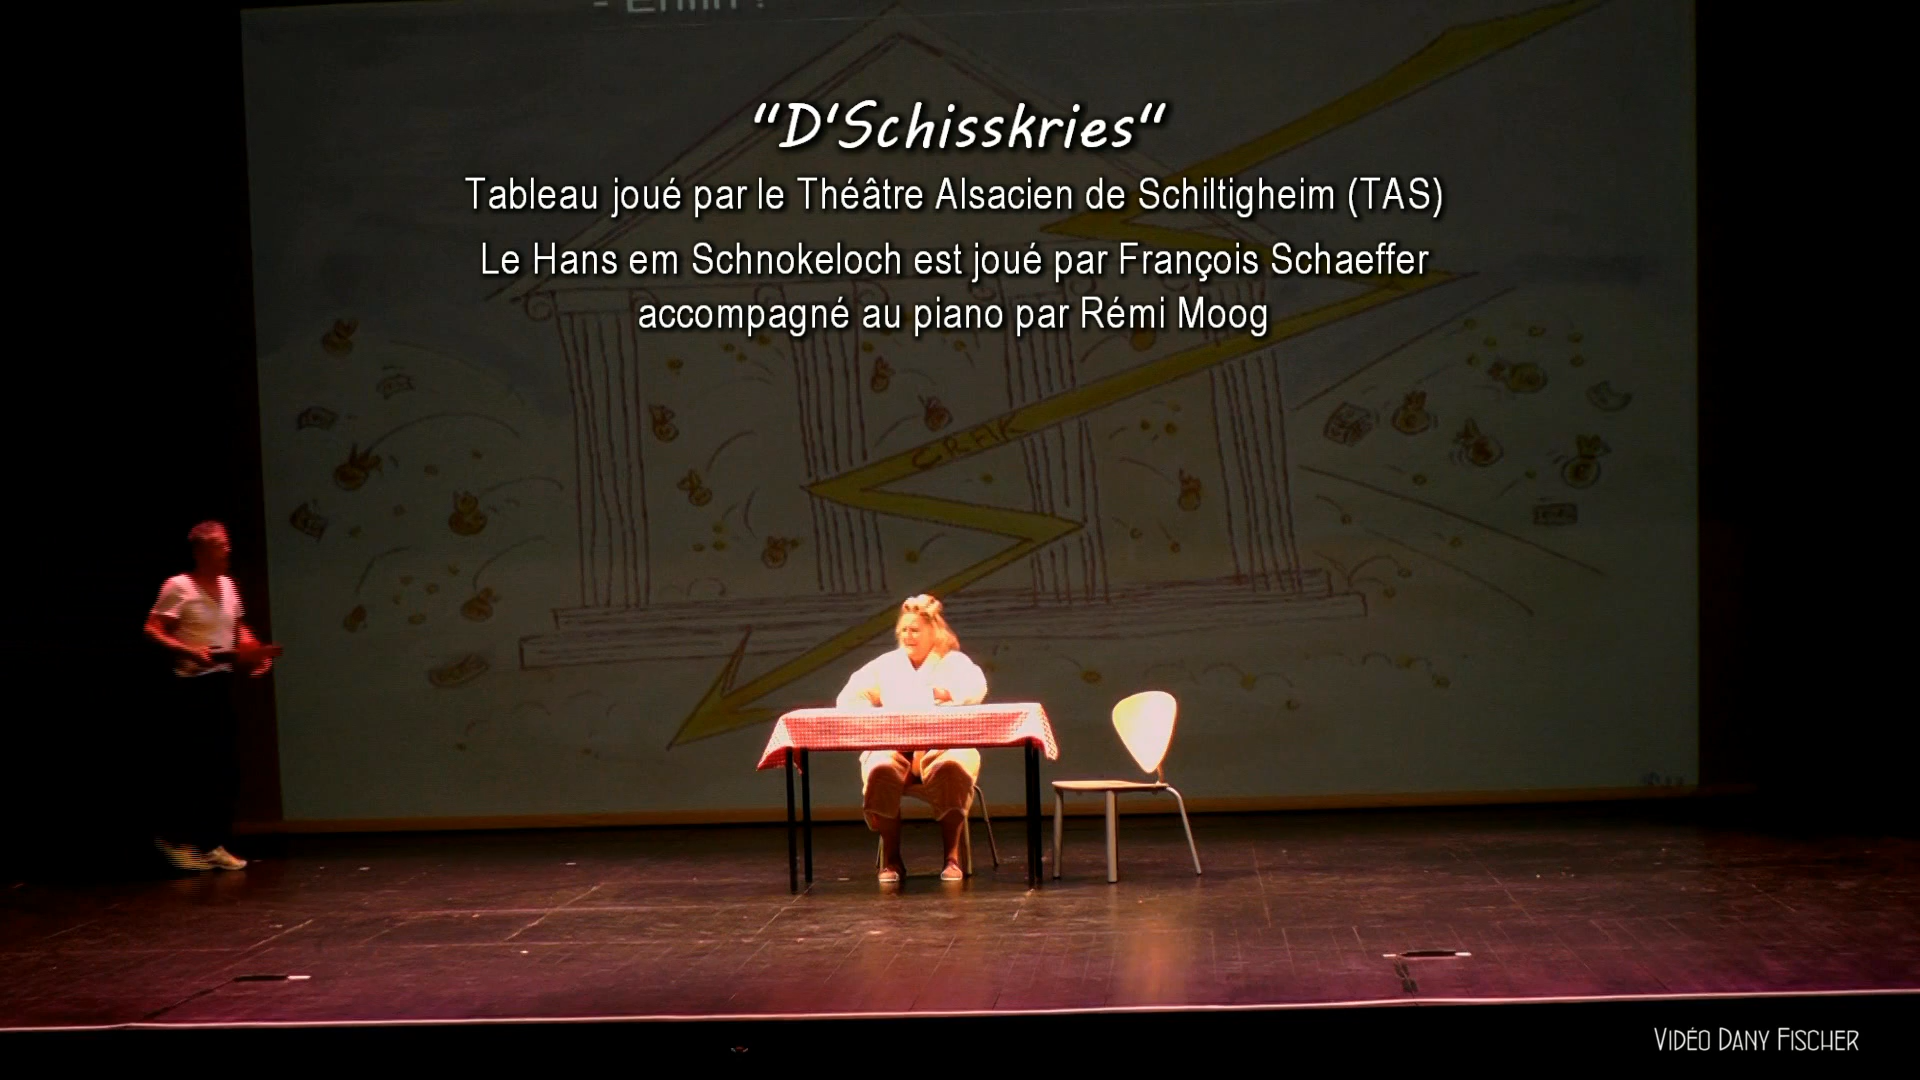 "D'Schisskries"
Tableau joué par le Théâtre Alsacien de Schiltigheim (TAS)
Le Hans em Schnokeloch est joué par François Schaeffer
accompagné au piano par Rémi Moog
CRAK
VIDÉO DANY FISCHER